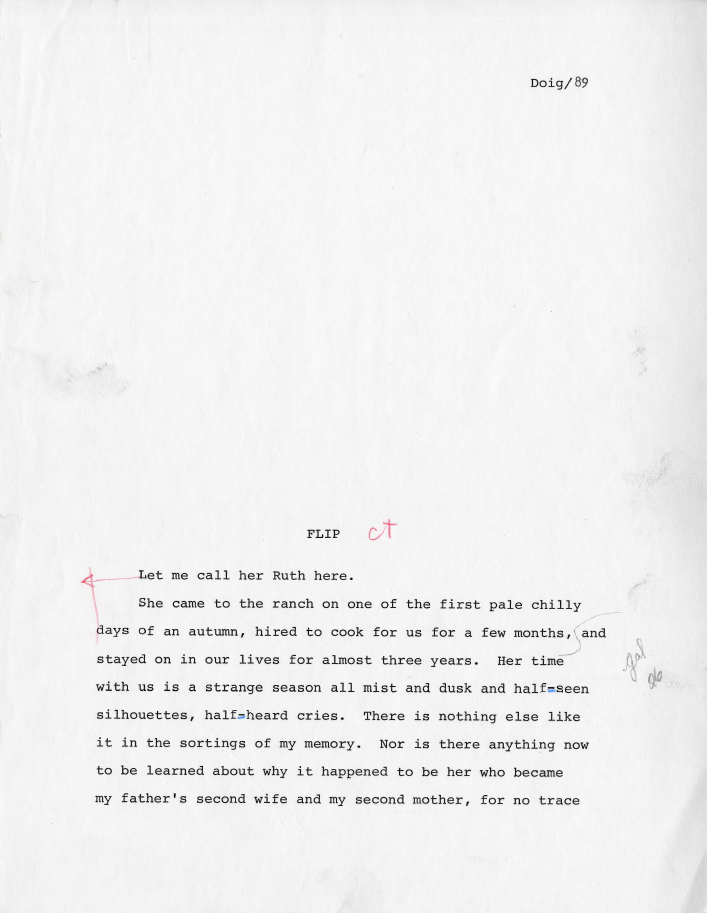 Doig/89
FLIP ct
Let me call her Ruth here.
She came to the ranch on one of the first pale chilly
days of an autumn, hired to cook for us for a few months, and
stayed on in our lives for almost three years. Her time
with us is a strange season all mist and dusk and half=seen
silhouettes, half=heard cries. There is nothing else like
it in the sortings of my memory. Nor is there anything now
to be learned about why it happened to be her who became
my father's second wife and my second mother, for no trace
gal
26